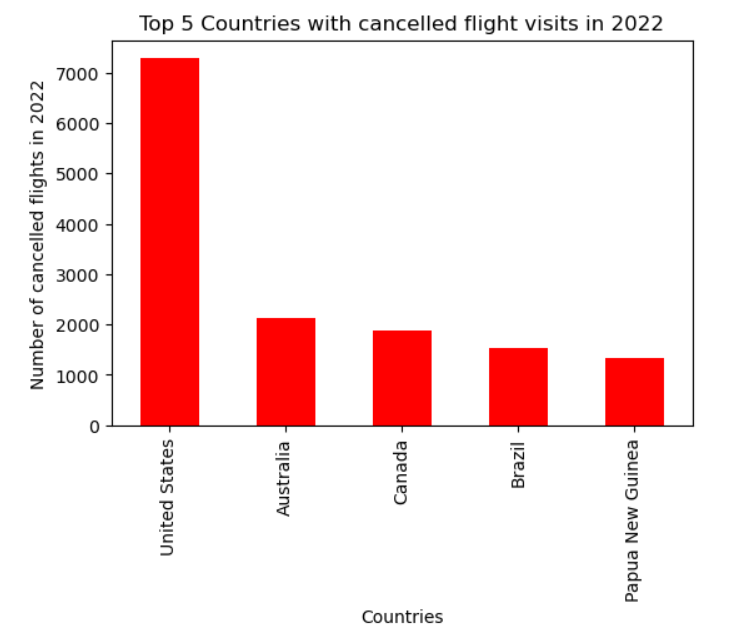 Top 5 Countries with cancelled flight visits in 2022
Number of cancelled flights in 2022
7000
6000
5000
4000
3000
2000
1000
0
United States
Australia
Canada
Brazil
Papua New Guinea
Countries